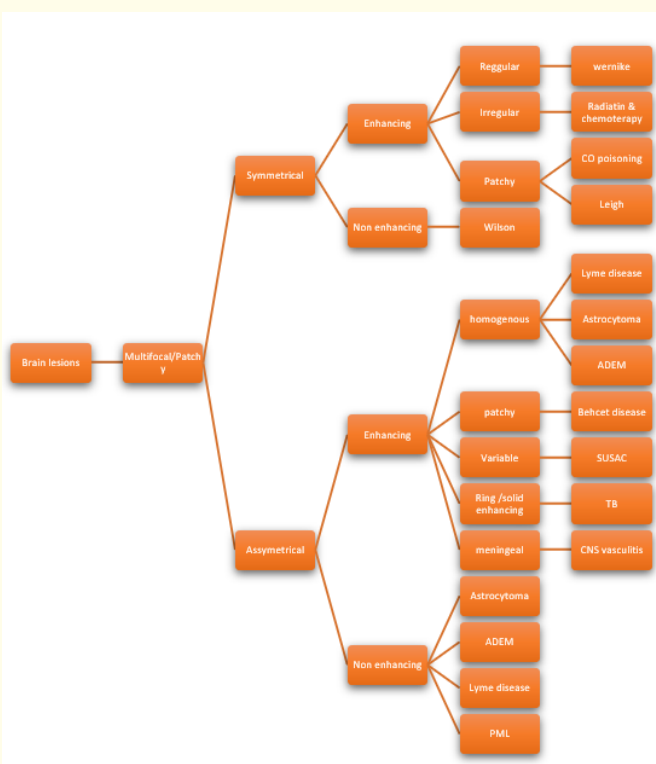 Reggular
wernike
Enhancing
Irregular
Radiatin &
chemoterapy
Symmetrical
Patchy
CO poisoning
Leigh
Non enhancing
Wilson
Brain lesions
Multifocal/Patch
y
homogenous
Lyme disease
Astrocytoma
ADEM
Enhancing
patchy
Behcet disease
Variable
SUSAC
Ring /solid
enhancing
TB
Assymetrical
meningeal
CNS vasculitis
Non enhancing
Astrocytoma
ADEM
Lyme disease
PML